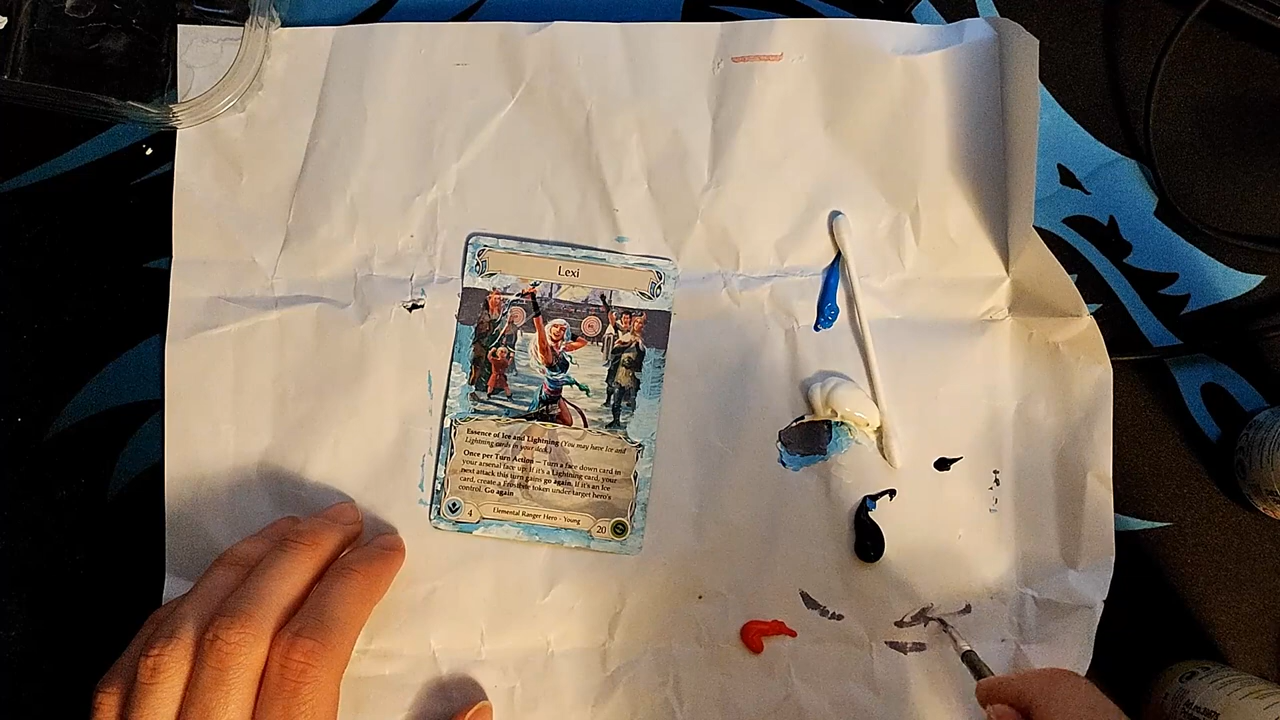 Lexi
Essence of Ice and Lightning (You may have Ice and
Lightning cards in your deck.)
Once per Turn Action – Turn a face down card in
your arsenal face up. If it's a Lightning card, your
next attack this turn gains go again. If it's an Ice
card, create a Frostbite token under target hero's
control. Go again
4
Elemental Ranger Hero - Young
20